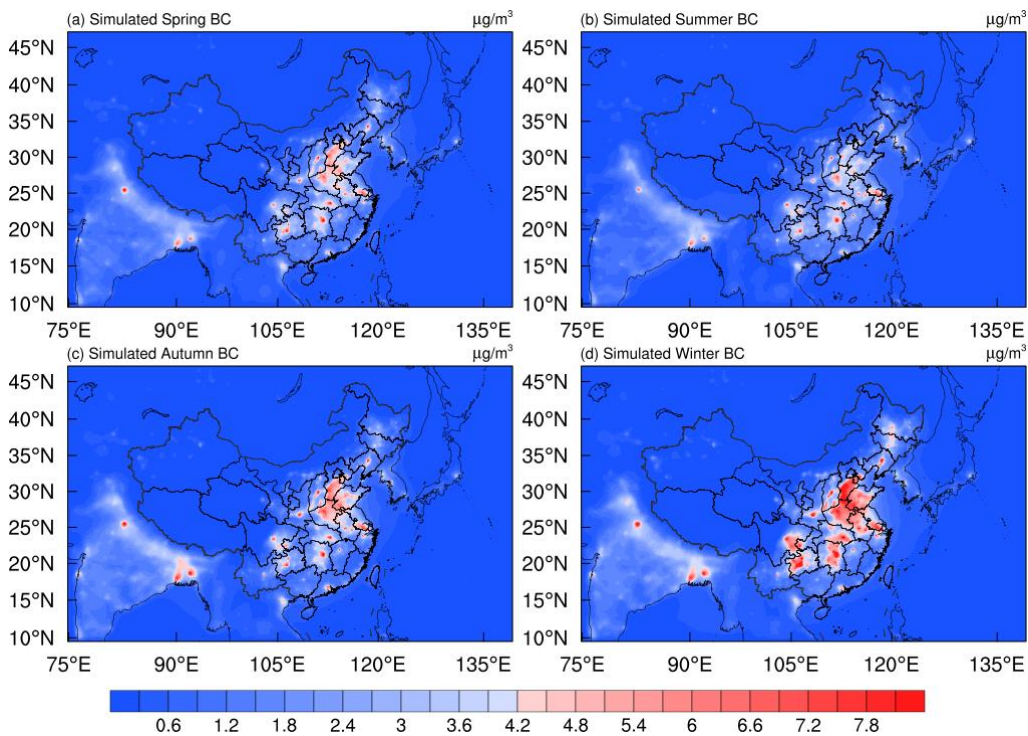 (a) Simulated Spring BC μg/m³
45°N
40°N
35°N
30°N
25°N
20°N
15°N
10°N
75°E 90°E 105°E 120°E 135°E
(b) Simulated Summer BC μg/m³
45°N
40°N
35°N
30°N
25°N
20°N
15°N
10°N
75°E 90°E 105°E 120°E 135°E
(c) Simulated Autumn BC μg/m³
45°N
40°N
35°N
30°N
25°N
20°N
15°N
10°N
75°E 90°E 105°E 120°E 135°E
(d) Simulated Winter BC μg/m³
45°N
40°N
35°N
30°N
25°N
20°N
15°N
10°N
75°E 90°E 105°E 120°E 135°E
0.6 1.2 1.8 2.4 3 3.6 4.2 4.8 5.4 6 6.6 7.2 7.8